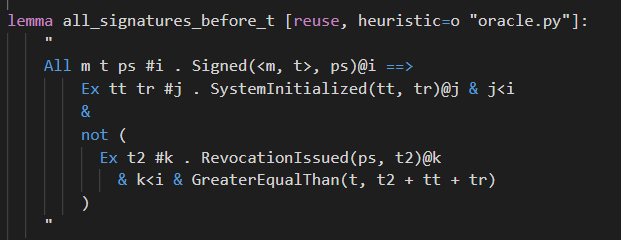 lemma all_signatures_before_t [reuse, heuristic=o "oracle.py"]:
"
All m t ps #i . Signed(<m, t>, ps)@i ==>
Ex tt tr #j . SystemInitialized(tt, tr)@j & j<i
&
not (
Ex t2 #k . RevocationIssued(ps, t2)@k
& k<i & GreaterEqualThan(t, t2 + tt + tr)
)
"